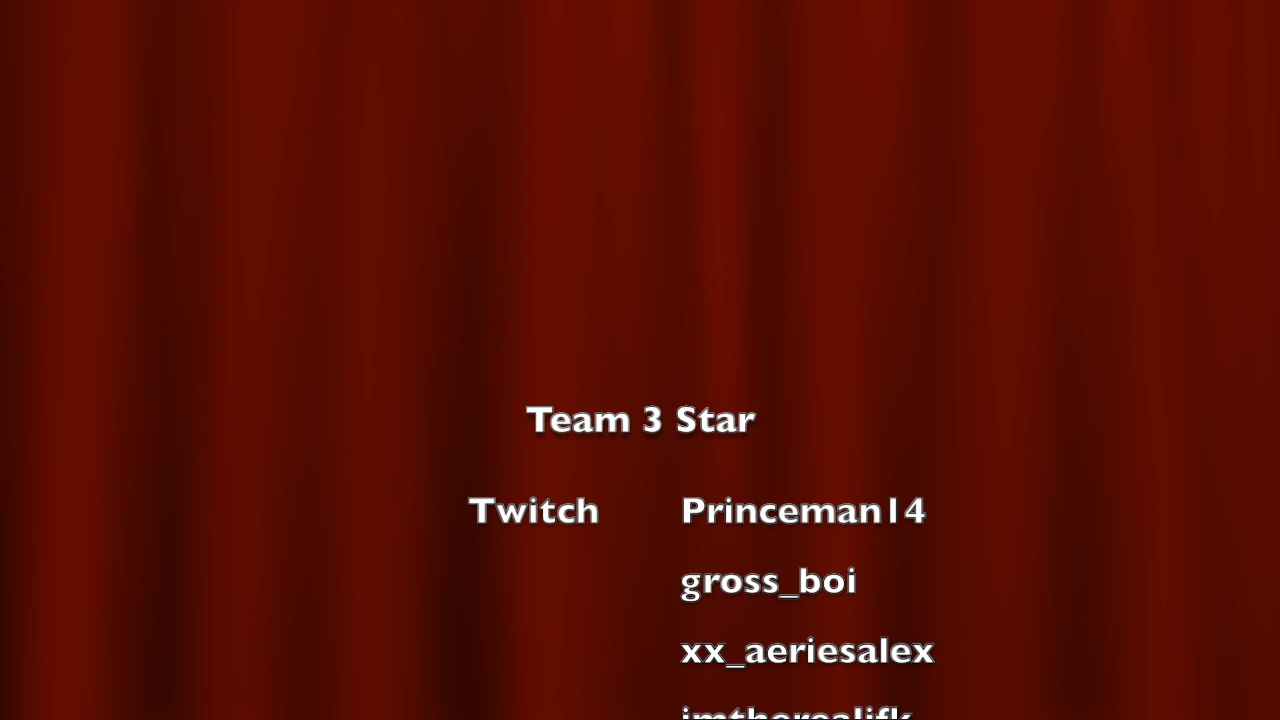 Team 3 Star
Twitch Princeman14
gross_boi
xx_aeriesalex